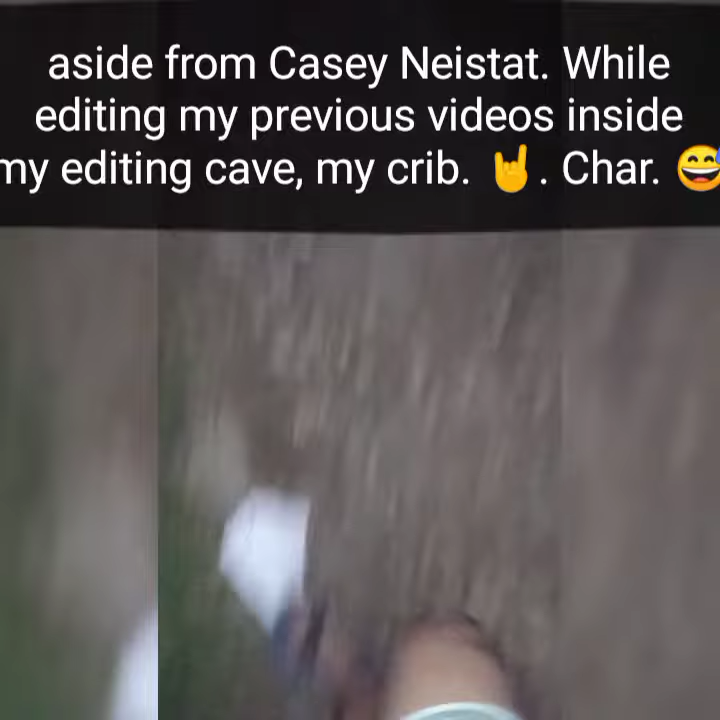 aside from Casey Neistat. While
editing my previous videos inside
my editing cave, my crib. 🤘. Char. 😅